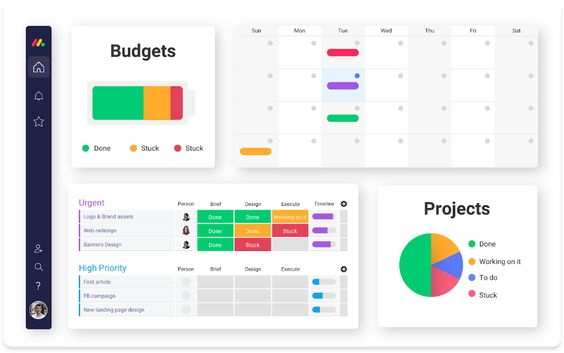 Budgets
Done
Stuck
Stuck
Sun Mon Tue Wed Thu Fri Sat
Urgent Person Brief Design Execute Timeline
Logo & Brand assets Done Done Working on it
Web redesign Done Done Stuck
Banners Design Done Stuck
High Priority Person Brief Design Execute
First article
FB campaign
New landing page design
Projects
Done
Working on it
To do
Stuck